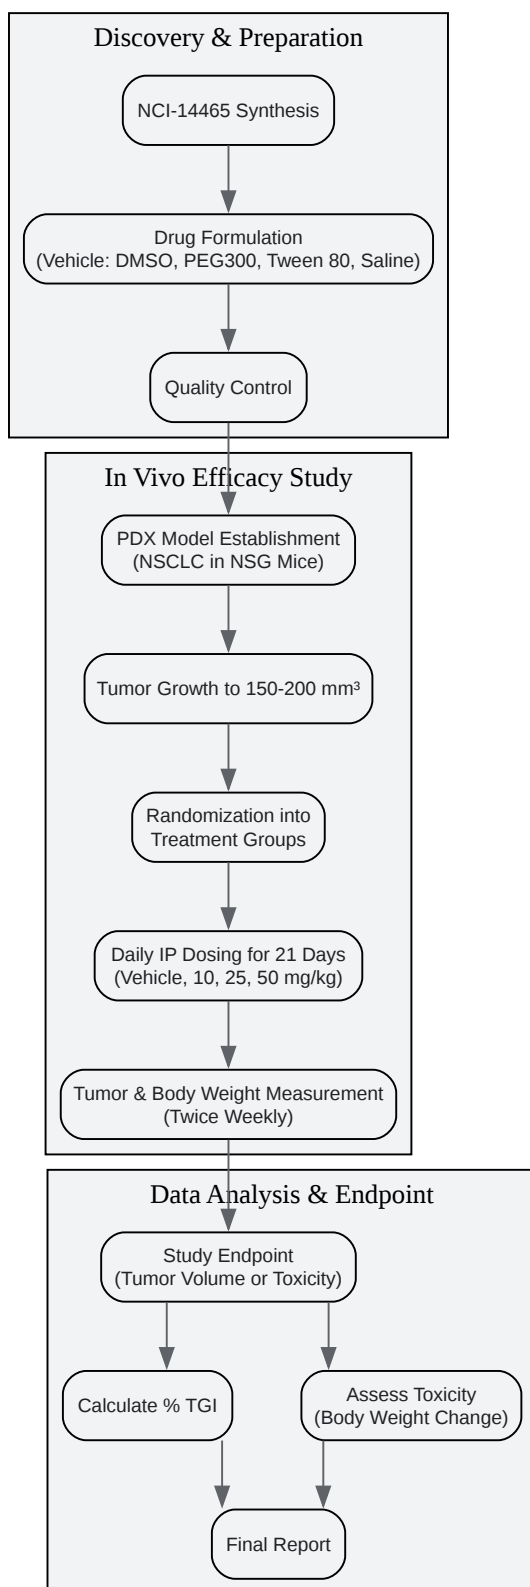 Discovery & Preparation
NCI-14465 Synthesis
Drug Formulation
(Vehicle: DMSO, PEG300, Tween 80, Saline)
Quality Control
In Vivo Efficacy Study
PDX Model Establishment
(NSCLC in NSG Mice)
Tumor Growth to 150-200 mm³
Randomization into
Treatment Groups
Daily IP Dosing for 21 Days
(Vehicle, 10, 25, 50 mg/kg)
Tumor & Body Weight Measurement
(Twice Weekly)
Data Analysis & Endpoint
Study Endpoint
(Tumor Volume or Toxicity)
Calculate % TGI
Assess Toxicity
(Body Weight Change)
Final Report